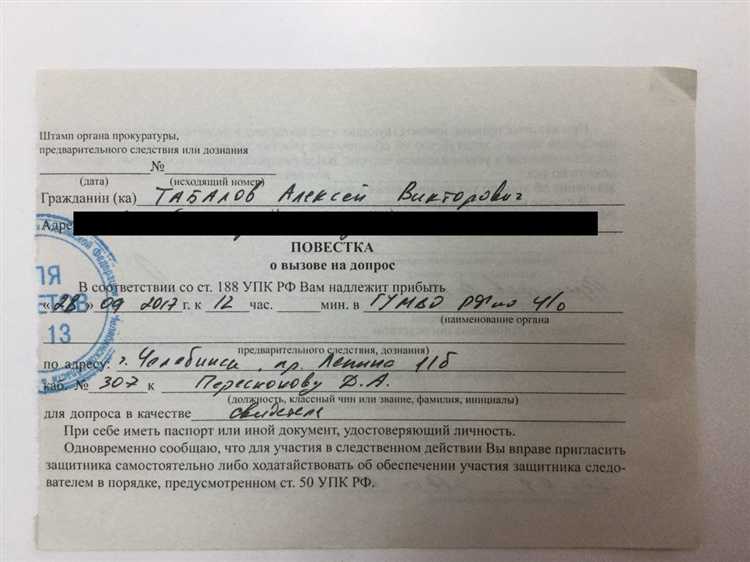 Штамп органа прокуратуры,
предварительного следствия или дознания
№
(дата) (исходящий номер)
Гражданин (ка) ТАБАЛОВ Алексей Викторович
Адрес
ПОВЕСТКА
о вызове на допрос
В соответствии со ст. 188 УПК РФ Вам надлежит прибыть
«28» 09 2017 г. к 12 час. мин. в ГУМВД РФ по Ч/о
(наименование органа
предварительного следствия, дознания)
по адресу: г. Челябинск, пр. Ленина 11б
каб. № 307 к Д.А.
(должность, классный чин или звание, фамилия, инициалы)
для допроса в качестве свидетеля
При себе иметь паспорт или иной документ, удостоверяющий личность.
Одновременно сообщаю, что для участия в следственном действии Вы вправе пригласить
защитника самостоятельно либо ходатайствовать об обеспечении участия защитника следо-
вателем в порядке, предусмотренном ст. 50 УПК РФ.
ДЛЯ
ПАКЕТОВ
13